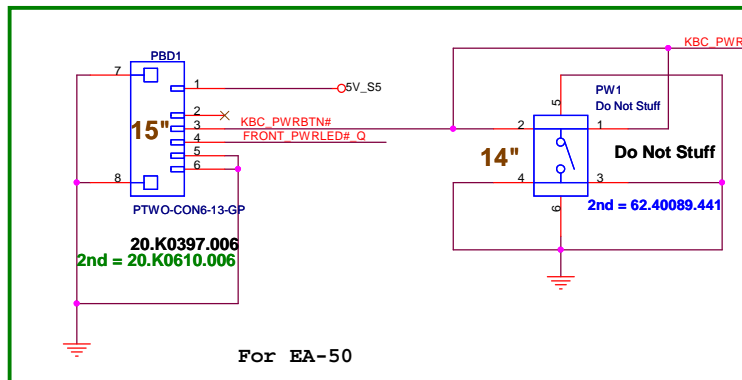 PBD1
7
1
5V_S5
2
15"
3
KBC_PWRBTN#
4
FRONT_PWRLED#_Q
5
6
8
PTWO-CON6-13-GP
20.K0397.006
2nd = 20.K0610.006
KBC_PWR
PW1
Do Not Stuff
5
2
1
14"
Do Not Stuff
4
3
6
2nd = 62.40089.441
For EA-50